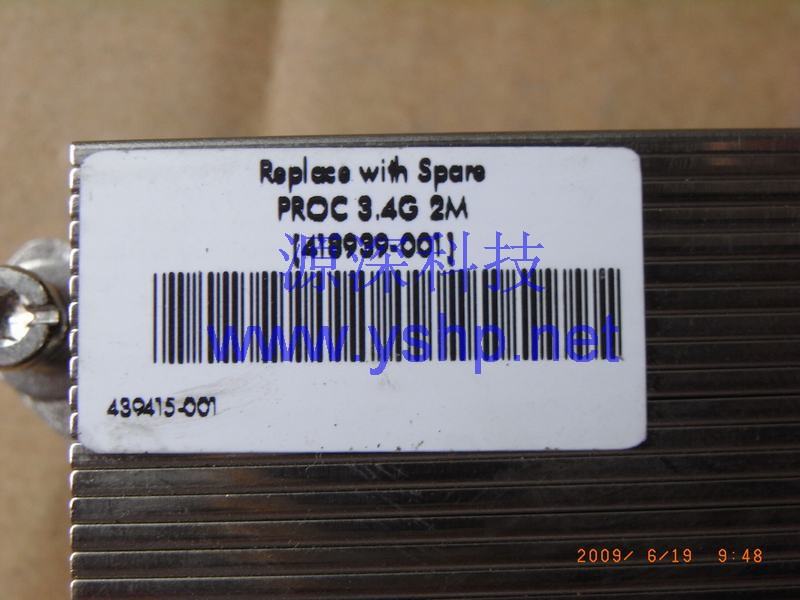 Replace with Spare
PROC 3.4G 2M
(418939-001)
源深科技
www.yshp.net
439415-001
2009/ 6/19 9:48